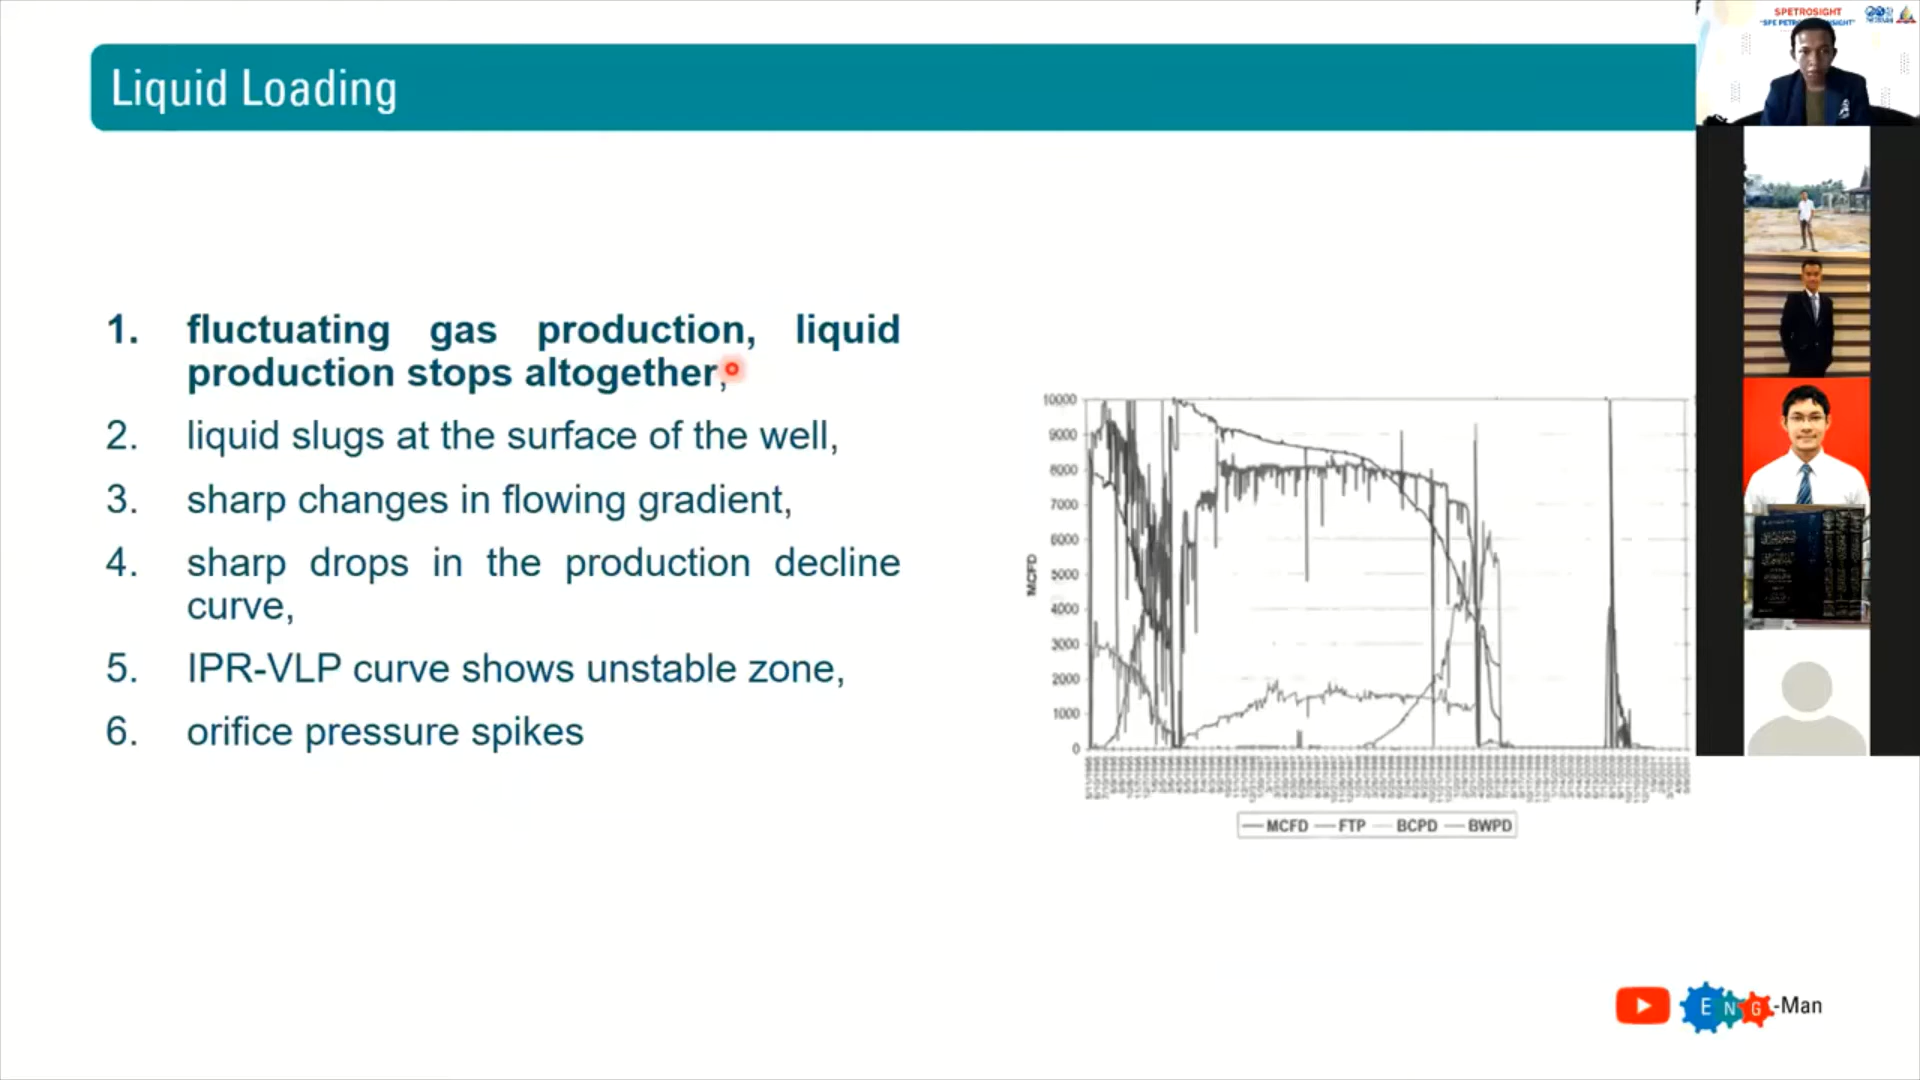 Liquid Loading
SPETROSIGHT
1. fluctuating gas production, liquid
production stops altogether,
2. liquid slugs at the surface of the well,
3. sharp changes in flowing gradient,
4. sharp drops in the production decline
curve,
5. IPR-VLP curve shows unstable zone,
6. orifice pressure spikes
MCFD
10000
9000
8000
7000
6000
5000
4000
3000
2000
1000
0
MCFD FTP BCPD BWPD
ENG-Man